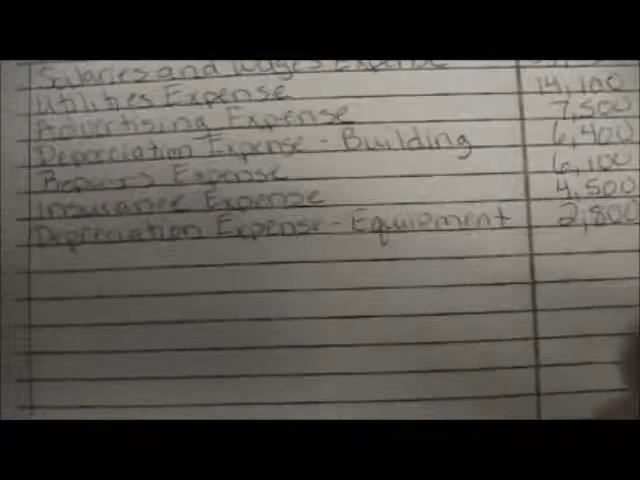 Salaries and Wages Expense
Utilities Expense 14,100
Advertising Expense 7,500
Depreciation Expense - Building 6,400
Repairs Expense 6,100
Insurance Expense 4,500
Depreciation Expense - Equipment 2,800